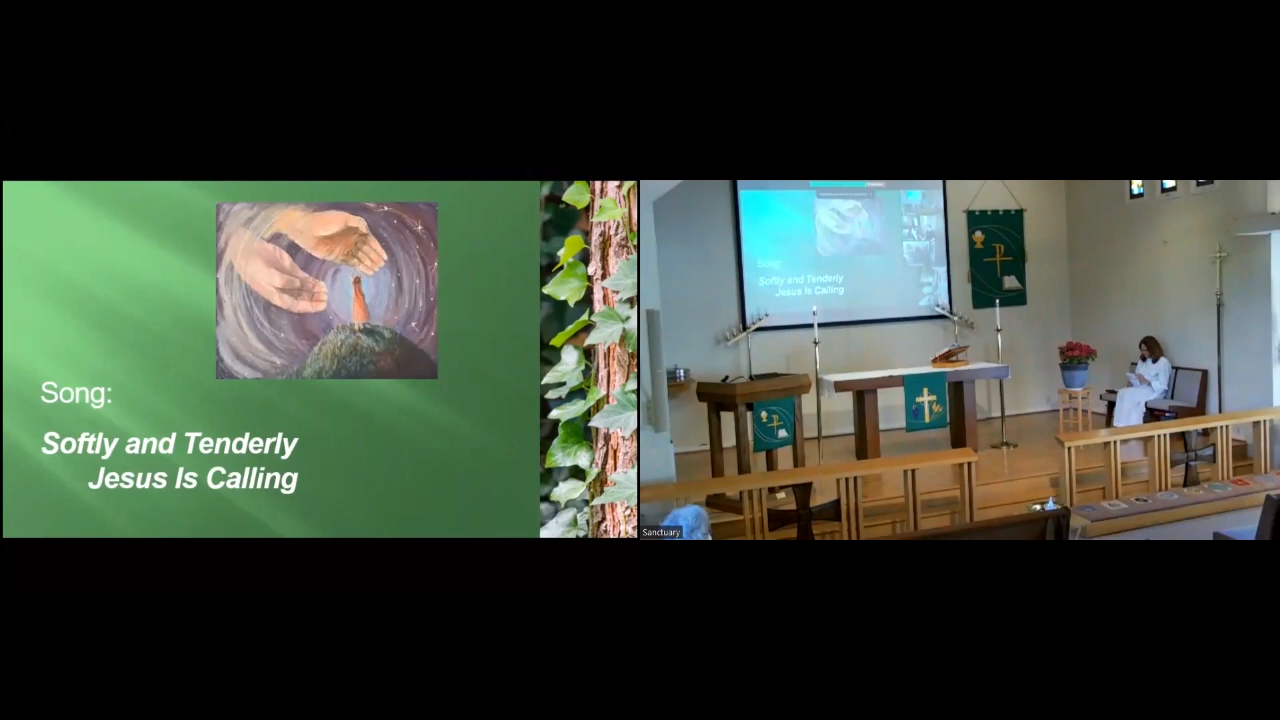 Song:
Softly and Tenderly
Jesus Is Calling
Song:
Softly and Tenderly
Jesus Is Calling
Sanctuary